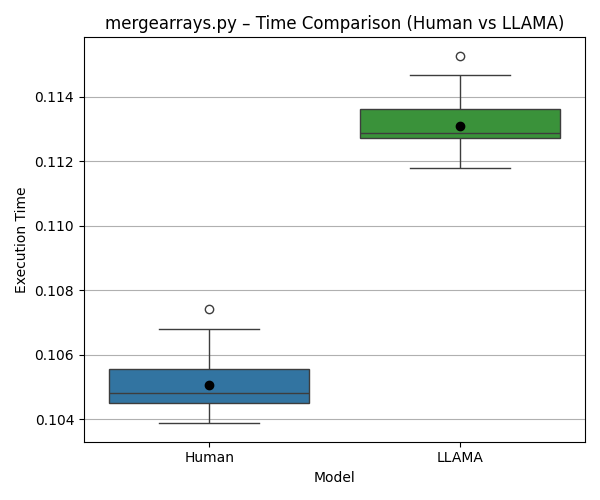 mergearrays.py – Time Comparison (Human vs LLAMA)
0.114
0.112
0.110
0.108
0.106
0.104
Execution Time
Human LLAMA
Model